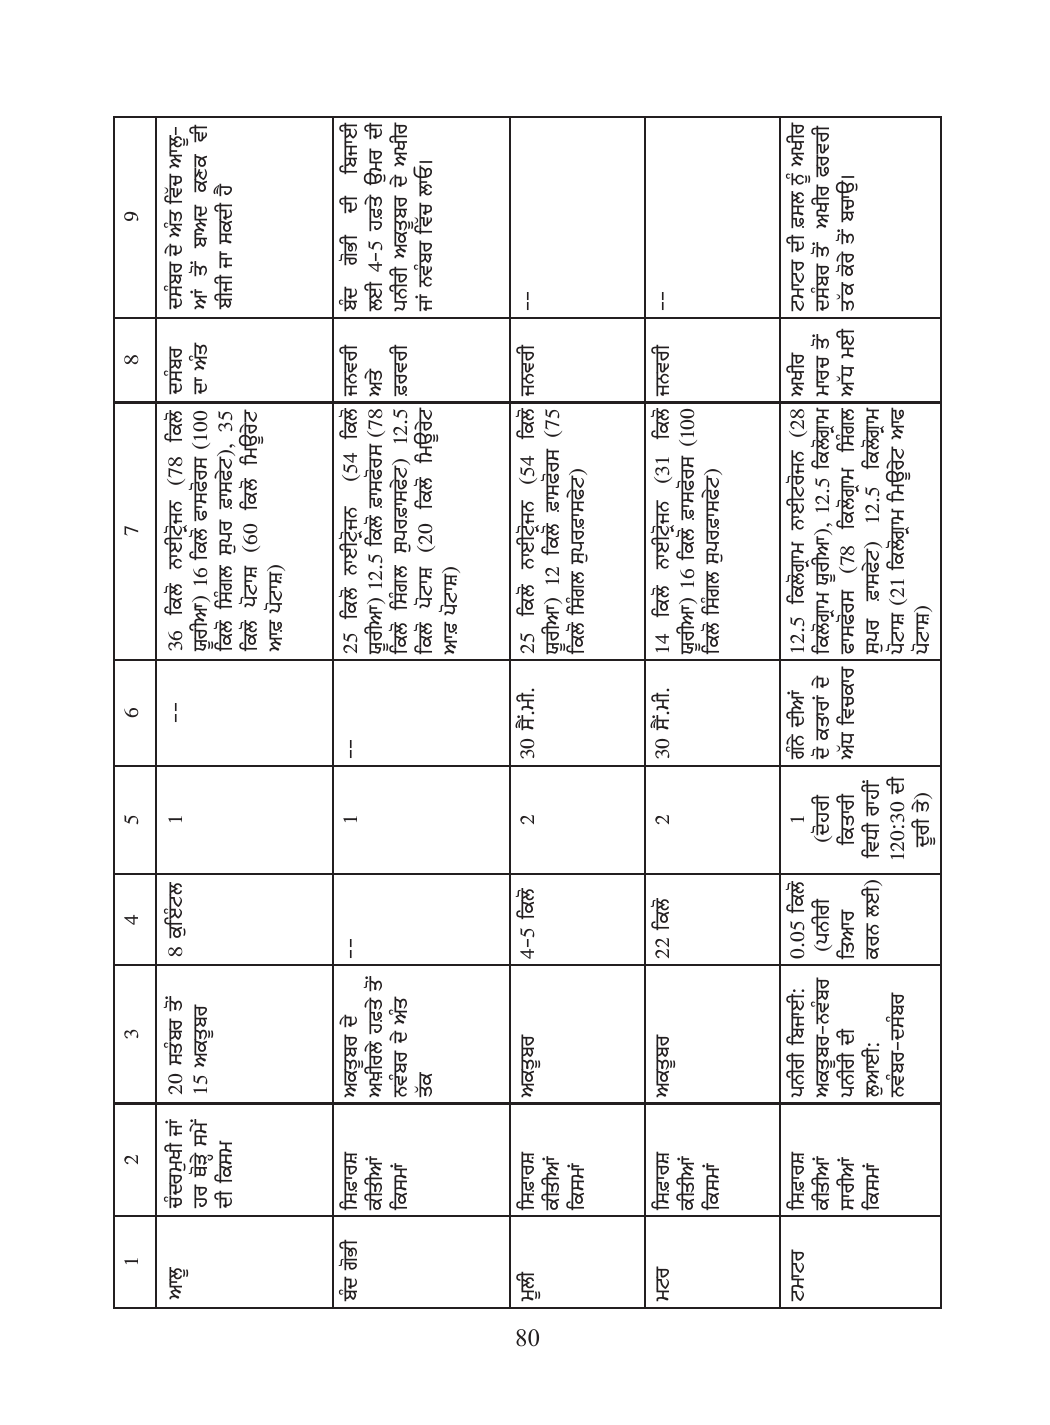 1
2
3
4
5
6
7
8
9
ਆਲੂ
ਚੰਦਰਮੁਖੀ ਜਾਂ
ਹਰ ਥੋੜ੍ਹੇ ਸਮੇਂ
ਦੀ ਕਿਸਮ
20 ਸਤੰਬਰ ਤੋਂ
15 ਅਕਤੂਬਰ
8 ਕੁਇੰਟਲ
1
--
36 ਕਿਲੋ ਨਾਈਟ੍ਰੋਜਨ (78 ਕਿਲੋ
ਯੂਰੀਆ) 16 ਕਿਲੋ ਫਾਸਫੋਰਸ (100
ਕਿਲੋ ਸਿੰਗਲ ਸੁਪਰ ਫ਼ਾਸਫੇਟ), 35
ਕਿਲੋ ਪੋਟਾਸ਼ (60 ਕਿਲੋ ਮਿਊਰੇਟ
ਆਫ਼ ਪੋਟਾਸ਼)
ਦਸੰਬਰ
ਦਾ ਅੰਤ
ਦਸੰਬਰ ਦੇ ਅੰਤ ਵਿੱਚ ਆਲੂ-
ਆਂ ਤੋਂ ਬਾਅਦ ਕਣਕ ਵੀ
ਬੀਜੀ ਜਾ ਸਕਦੀ ਹੈ
ਬੰਦ ਗੋਭੀ
ਸਿਫ਼ਾਰਸ਼
ਕੀਤੀਆਂ
ਕਿਸਮਾਂ
ਅਕਤੂਬਰ ਦੇ
ਅਖ਼ੀਰਲੇ ਹਫ਼ਤੇ ਤੋਂ
ਨਵੰਬਰ ਦੇ ਅੰਤ
ਤੱਕ
--
1
--
25 ਕਿਲੋ ਨਾਈਟ੍ਰੋਜਨ (54 ਕਿਲੋ
ਯੂਰੀਆ) 12.5 ਕਿਲੋ ਫ਼ਾਸਫੋਰਸ (78
ਕਿਲੋ ਸਿੰਗਲ ਸੁਪਰਫ਼ਾਸਫੇਟ) 12.5
ਕਿਲੋ ਪੋਟਾਸ਼ (20 ਕਿਲੋ ਮਿਊਰੇਟ
ਆਫ਼ ਪੋਟਾਸ਼)
ਜਨਵਰੀ
ਅਤੇ
ਫ਼ਰਵਰੀ
ਬੰਦ ਗੋਭੀ ਦੀ ਬਿਜਾਈ
ਲਈ 4-5 ਹਫ਼ਤੇ ਉਮਰ ਦੀ
ਪਨੀਰੀ ਅਕਤੂਬਰ ਦੇ ਅਖੀਰ
ਜਾਂ ਨਵੰਬਰ ਵਿੱਚ ਲਾਓ।
ਮੂਲੀ
ਸਿਫ਼ਾਰਸ਼
ਕੀਤੀਆਂ
ਕਿਸਮਾਂ
ਅਕਤੂਬਰ
4-5 ਕਿਲੋ
2
30 ਸੈਂ.ਮੀ.
25 ਕਿਲੋ ਨਾਈਟ੍ਰੋਜਨ (54 ਕਿਲੋ
ਯੂਰੀਆ) 12 ਕਿਲੋ ਫ਼ਾਸਫੋਰਸ (75
ਕਿਲੋ ਸਿੰਗਲ ਸੁਪਰਫ਼ਾਸਫੇਟ)
ਜਨਵਰੀ
--
ਮਟਰ
ਸਿਫ਼ਾਰਸ਼
ਕੀਤੀਆਂ
ਕਿਸਮਾਂ
ਅਕਤੂਬਰ
22 ਕਿਲੋ
2
30 ਸੈਂ.ਮੀ.
14 ਕਿਲੋ ਨਾਈਟ੍ਰੋਜਨ (31 ਕਿਲੋ
ਯੂਰੀਆ) 16 ਕਿਲੋ ਫ਼ਾਸਫੋਰਸ (100
ਕਿਲੋ ਸਿੰਗਲ ਸੁਪਰਫ਼ਾਸਫੇਟ)
ਜਨਵਰੀ
--
ਟਮਾਟਰ
ਸਿਫ਼ਾਰਸ਼
ਕੀਤੀਆਂ
ਸਾਰੀਆਂ
ਕਿਸਮਾਂ
ਪਨੀਰੀ ਬਿਜਾਈ:
ਅਕਤੂਬਰ-ਨਵੰਬਰ
ਪਨੀਰੀ ਦੀ
ਲੁਆਈ:
ਨਵੰਬਰ-ਦਸੰਬਰ
0.05 ਕਿਲੋ
(ਪਨੀਰੀ
ਤਿਆਰ
ਕਰਨ ਲਈ)
1
(ਦੋਹਰੀ
ਕਿਤਾਰੀ
ਵਿਧੀ ਰਾਹੀਂ
120:30 ਦੀ
ਦੂਰੀ ਤੇ)
ਗੰਨੇ ਦੀਆਂ
ਦੋ ਕਤਾਰਾਂ ਦੇ
ਅੱਧ ਵਿਚਕਾਰ
12.5 ਕਿਲੋਗ੍ਰਾਮ ਨਾਈਟਰੋਜਨ (28
ਕਿਲੋਗ੍ਰਾਮ ਯੂਰੀਆ), 12.5 ਕਿਲੋਗ੍ਰਾਮ
ਫਾਸਫੋਰਸ (78 ਕਿਲੋਗ੍ਰਾਮ ਸਿੰਗਲ
ਸੁਪਰ ਫ਼ਾਸਫੇਟ) 12.5 ਕਿਲੋਗ੍ਰਾਮ
ਪੋਟਾਸ਼ (21 ਕਿਲੋਗ੍ਰਾਮ ਮਿਊਰੇਟ ਆਫ
ਪੋਟਾਸ਼)
ਅਖੀਰ
ਮਾਰਚ ਤੋਂ
ਅੱਧ ਮਈ
ਟਮਾਟਰ ਦੀ ਫ਼ਸਲ ਨੂੰ ਅਖੀਰ
ਦਸੰਬਰ ਤੋਂ ਅਖੀਰ ਫਰਵਰੀ
ਤੱਕ ਕੋਰੇ ਤੋਂ ਬਚਾਉ।
80